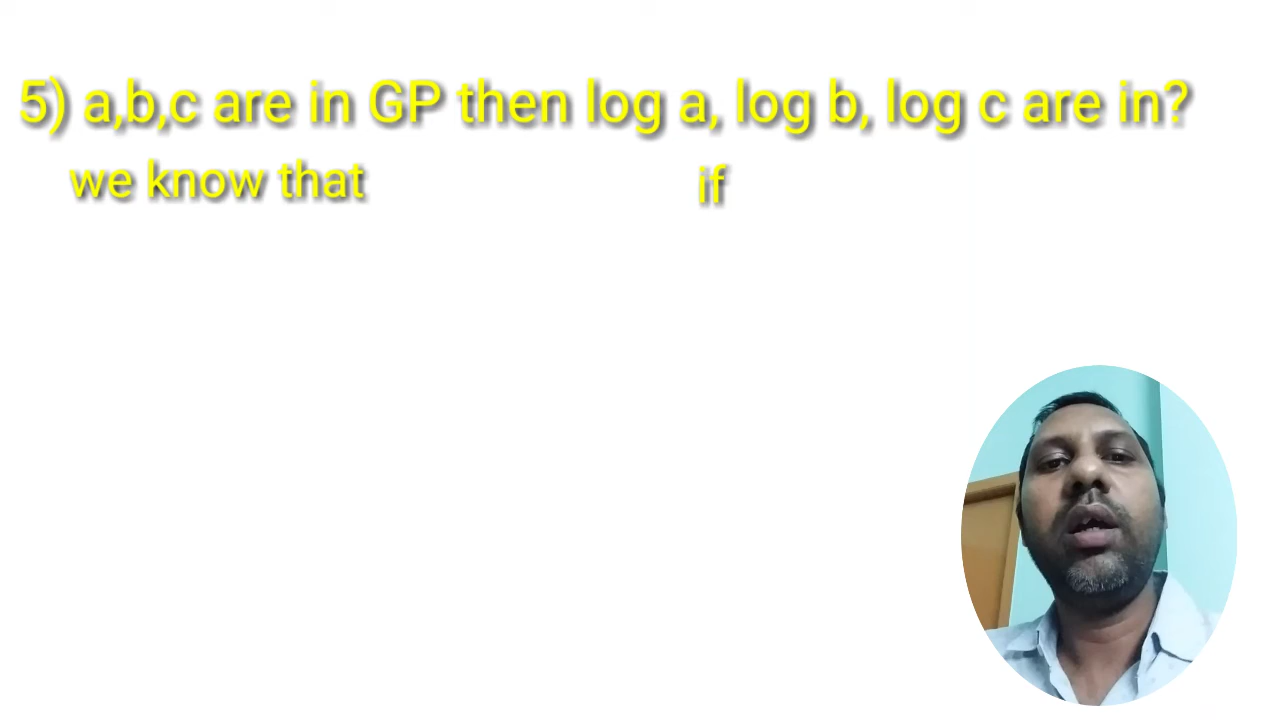 5) a,b,c are in GP then log a, log b, log c are in?
we know that if